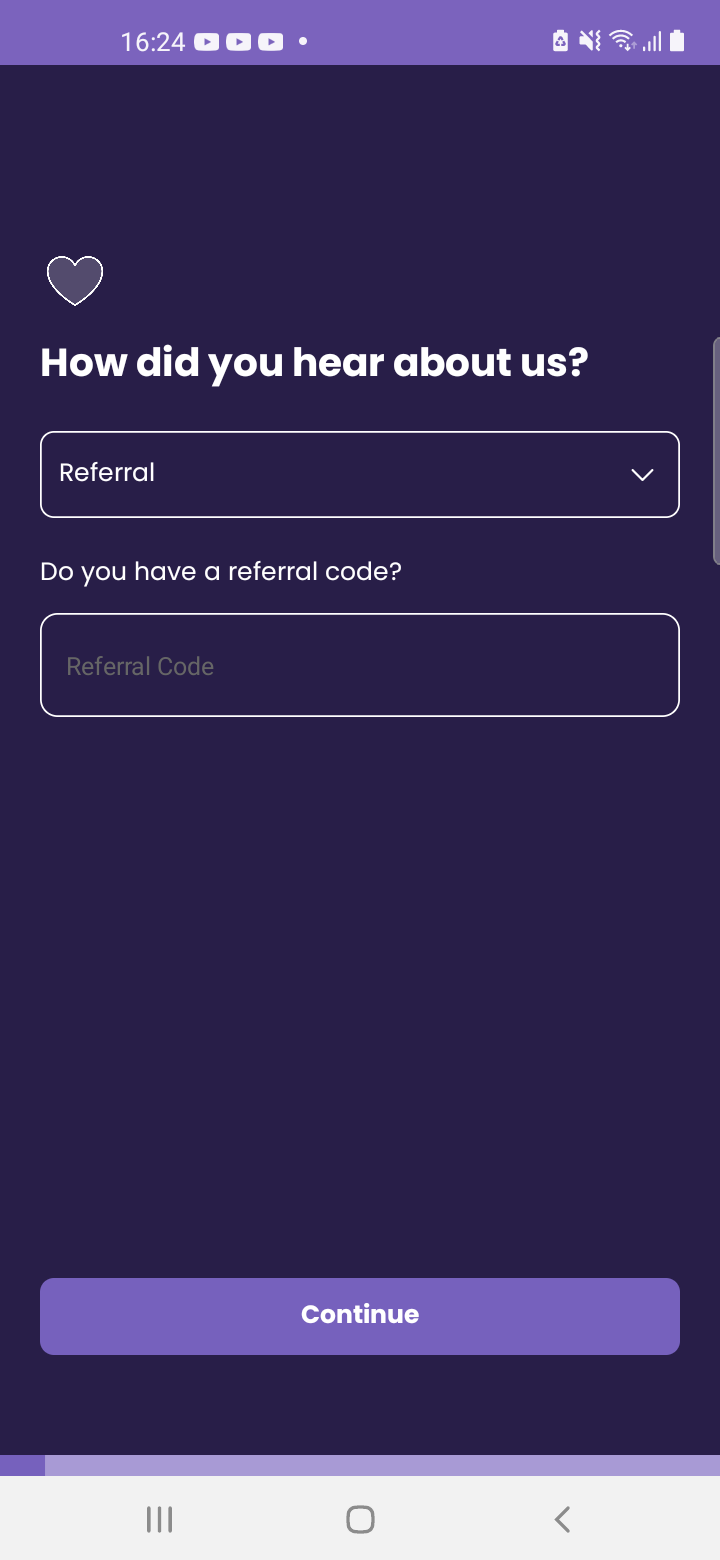 16:24
How did you hear about us?
Referral
Do you have a referral code?
Referral Code
Continue